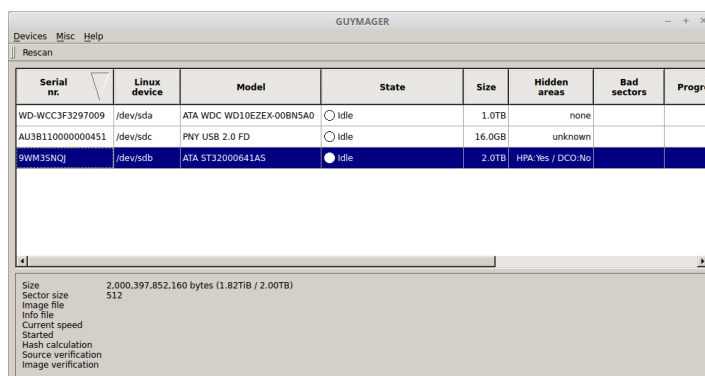 GUYMAGER
Devices Misc Help
Rescan
Serial nr. Linux device Model State Size Hidden areas Bad sectors
WD-WCC3F3297009 /dev/sda ATA WDC WD10EZEX-00BN5A0 Idle 1.0TB none
AU3B110000000451 /dev/sdc PNY USB 2.0 FD Idle 16.0GB unknown
9WM3SNQJ /dev/sdb ATA ST32000641AS Idle 2.0TB HPA:Yes / DCO:No
Size 2,000,397,852,160 bytes (1.82TiB / 2.00TB)
Sector size 512
Image file
Info file
Current speed
Started
Hash calculation
Source verification
Image verification